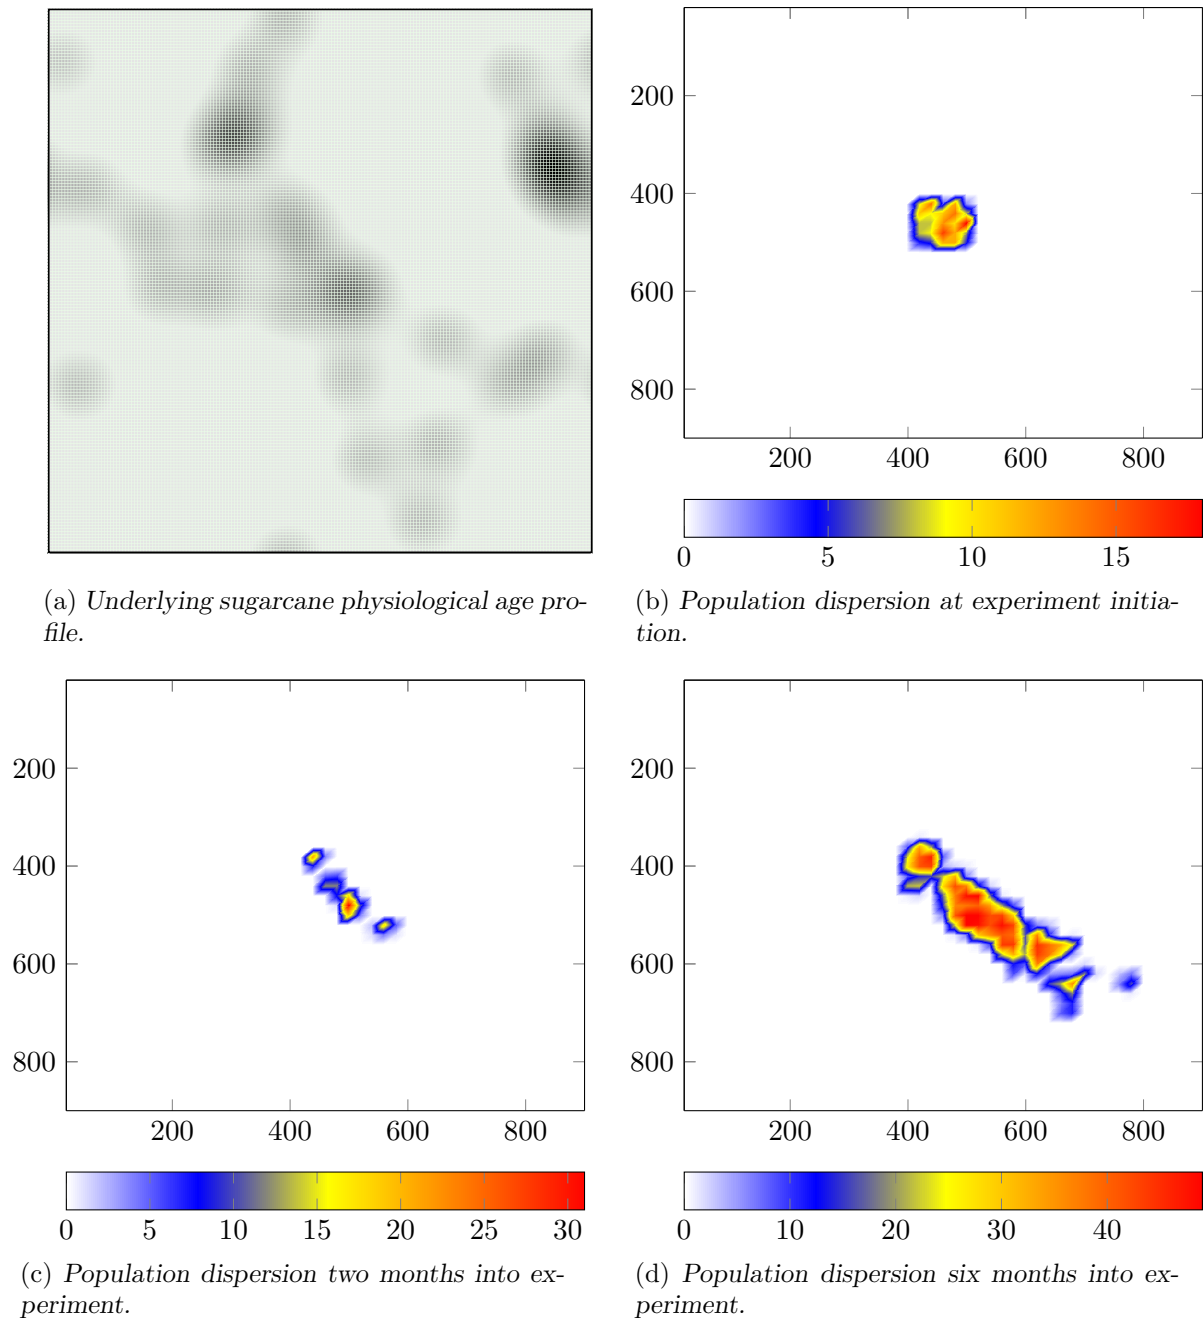 200
400
600
800
200 400 600 800
0 5 10 15
(a) Underlying sugarcane physiological age pro-
file.
(b) Population dispersion at experiment initia-
tion.
200
400
600
800
200 400 600 800
0 5 10 15 20 25 30
(c) Population dispersion two months into ex-
periment.
200
400
600
800
200 400 600 800
0 10 20 30 40
(d) Population dispersion six months into ex-
periment.